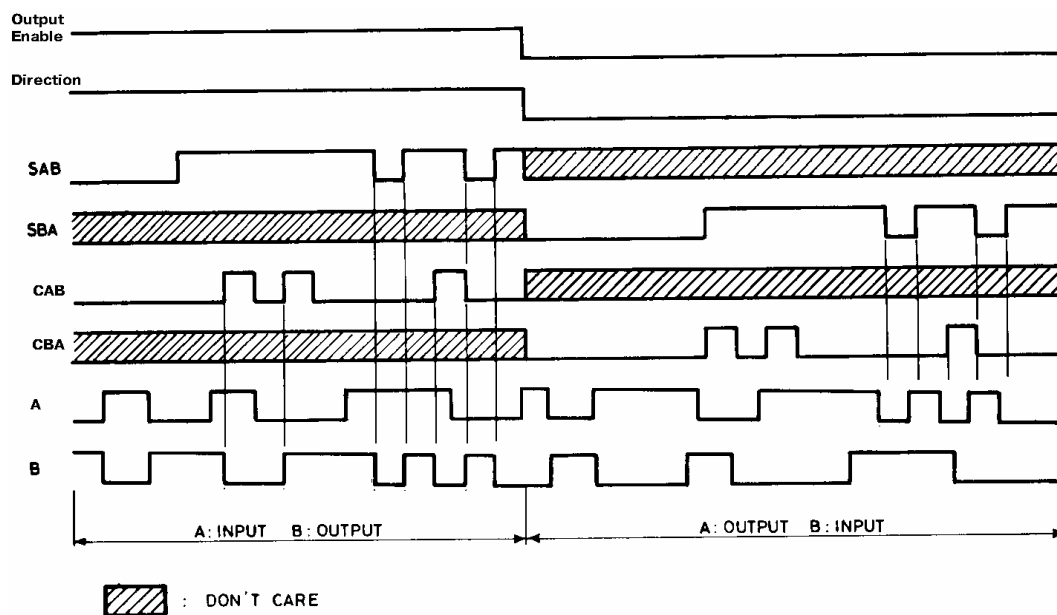 Output
Enable
Direction
SAB
SBA
CAB
CBA
A
B
A: INPUT B: OUTPUT
A: OUTPUT B: INPUT
: DON'T CARE